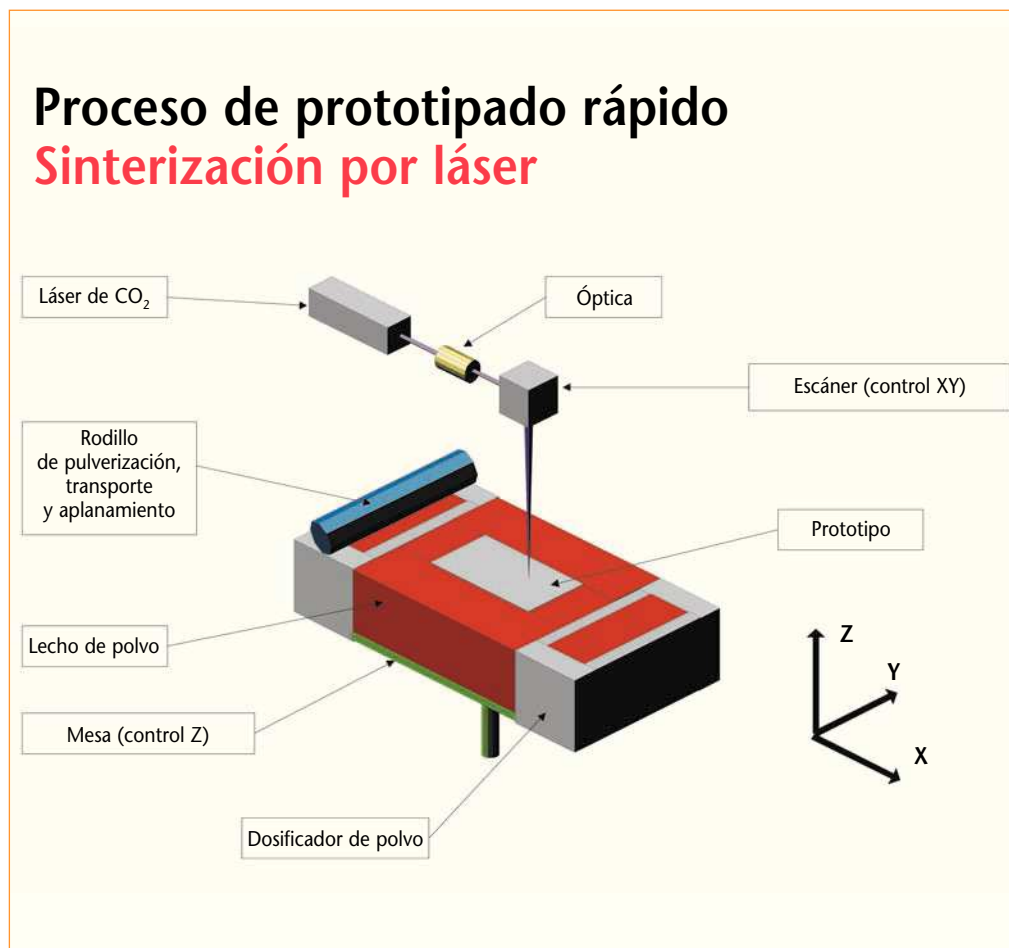 Proceso de prototipado rápido
Sinterización por láser
Láser de CO₂
Óptica
Escáner (control XY)
Rodillo
de pulverización,
transporte
y aplanamiento
Prototipo
Lecho de polvo
Mesa (control Z)
Dosificador de polvo
Z
Y
X